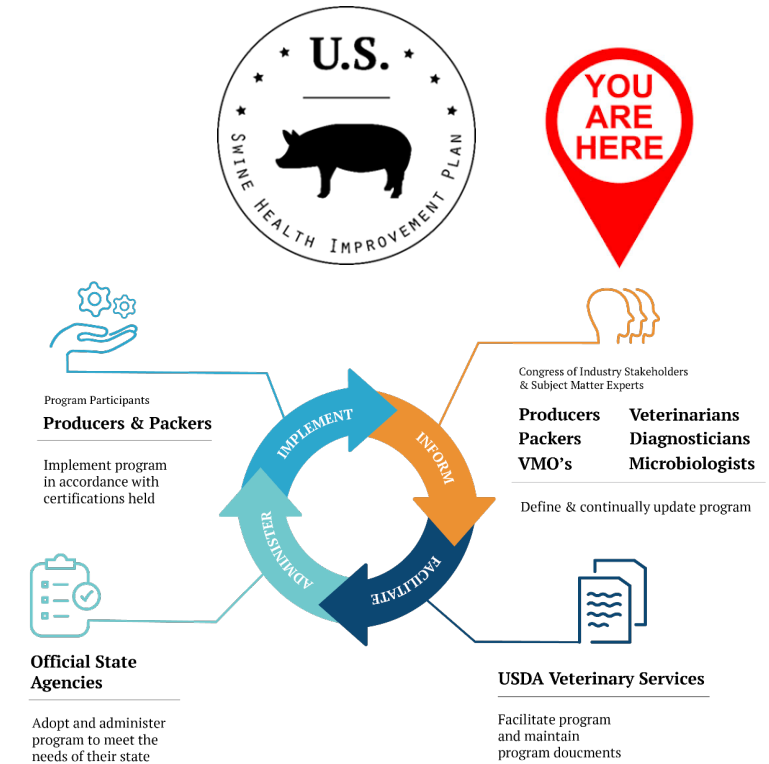 U.S.
SWINE HEALTH IMPROVEMENT PLAN
YOU
ARE
HERE
Program Participants
Producers & Packers
Implement program
in accordance with
certifications held
Congress of Industry Stakeholders
& Subject Matter Experts
Producers Veterinarians
Packers Diagnosticians
VMO’s Microbiologists
Define & continually update program
IMPLEMENT
INFORM
FACILITATE
ADMINISTER
Official State
Agencies
Adopt and administer
program to meet the
needs of their state
USDA Veterinary Services
Facilitate program
and maintain
program doucments